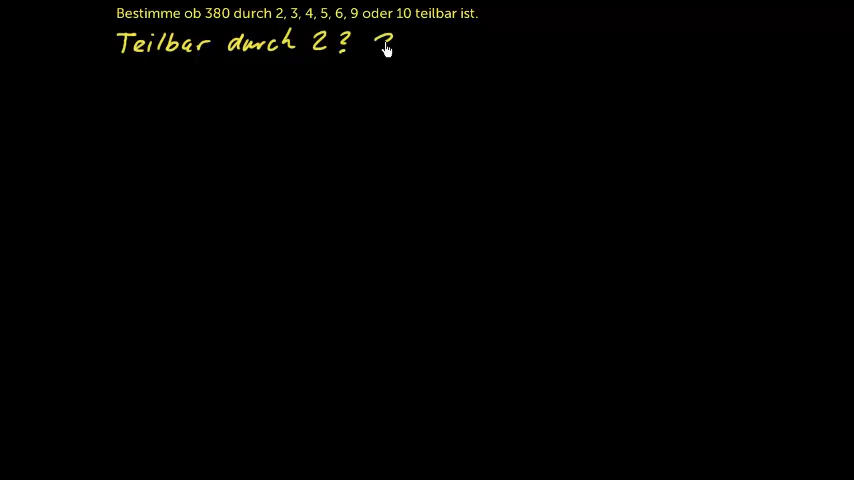 Bestimme ob 380 durch 2, 3, 4, 5, 6, 9 oder 10 teilbar ist.
Teilbar durch 2 ?